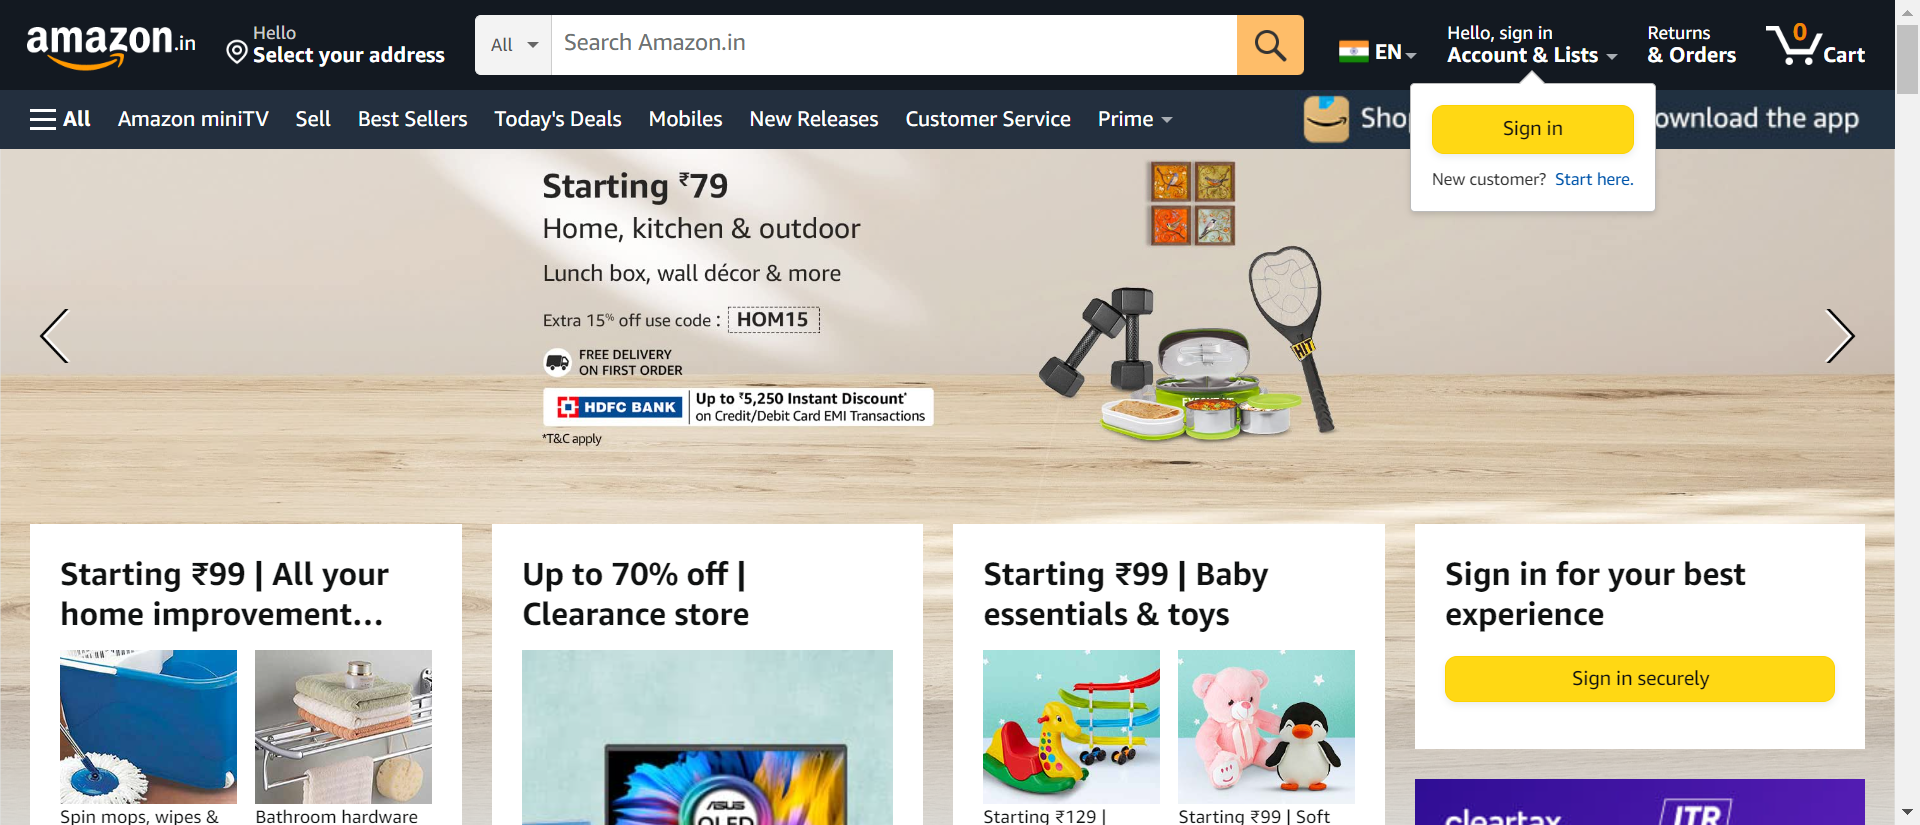 amazon.in
Hello
Select your address
All
Search Amazon.in
EN
Hello, sign in
Account & Lists
Returns
& Orders
0
Cart
All
Amazon miniTV
Sell
Best Sellers
Today's Deals
Mobiles
New Releases
Customer Service
Prime
Sho
ownload the app
Sign in
New customer? Start here.
Starting ₹79
Home, kitchen & outdoor
Lunch box, wall décor & more
Extra 15% off use code : HOM15
FREE DELIVERY
ON FIRST ORDER
HDFC BANK
Up to ₹5,250 Instant Discount*
on Credit/Debit Card EMI Transactions
*T&C apply
HIT
Starting ₹99 | All your
home improvement...
Spin mops, wipes &
Bathroom hardware
Up to 70% off |
Clearance store
ASUS
OLED
Starting ₹99 | Baby
essentials & toys
Starting ₹129 |
Starting ₹99 | Soft
Sign in for your best
experience
Sign in securely
cleartax
ITR